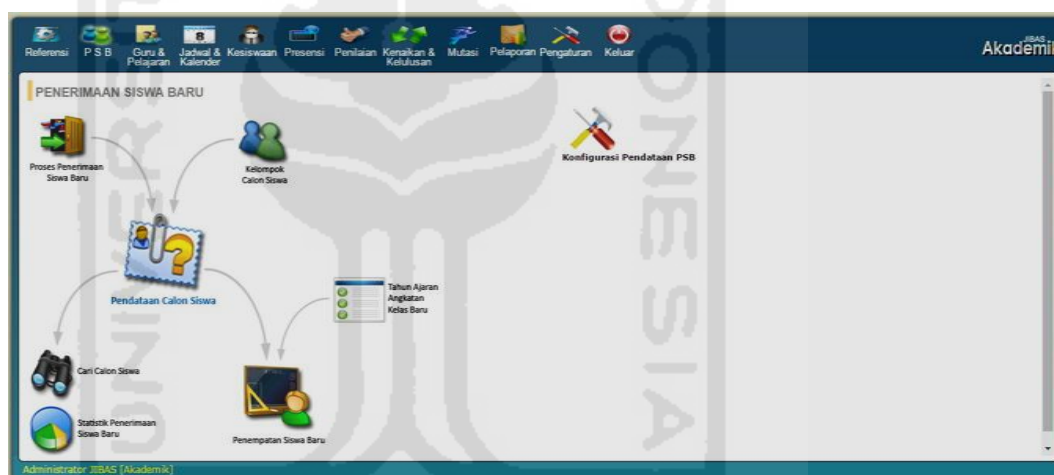 Referensi
P S B
Guru &
Pelajaran
Jadwal &
Kalender
Kesiswaan
Presensi
Penilaian
Kenaikan &
Kelulusan
Mutasi
Pelaporan
Pengaturan
Keluar
JIBAS
Akademik
PENERIMAAN SISWA BARU
Proses Penerimaan
Siswa Baru
Kelompok
Calon Siswa
Konfigurasi Pendataan PSB
Pendataan Calon Siswa
Tahun Ajaran
Angkatan
Kelas Baru
Cari Calon Siswa
Statistik Penerimaan
Siswa Baru
Penempatan Siswa Baru
Administrator JIBAS [Akademik]